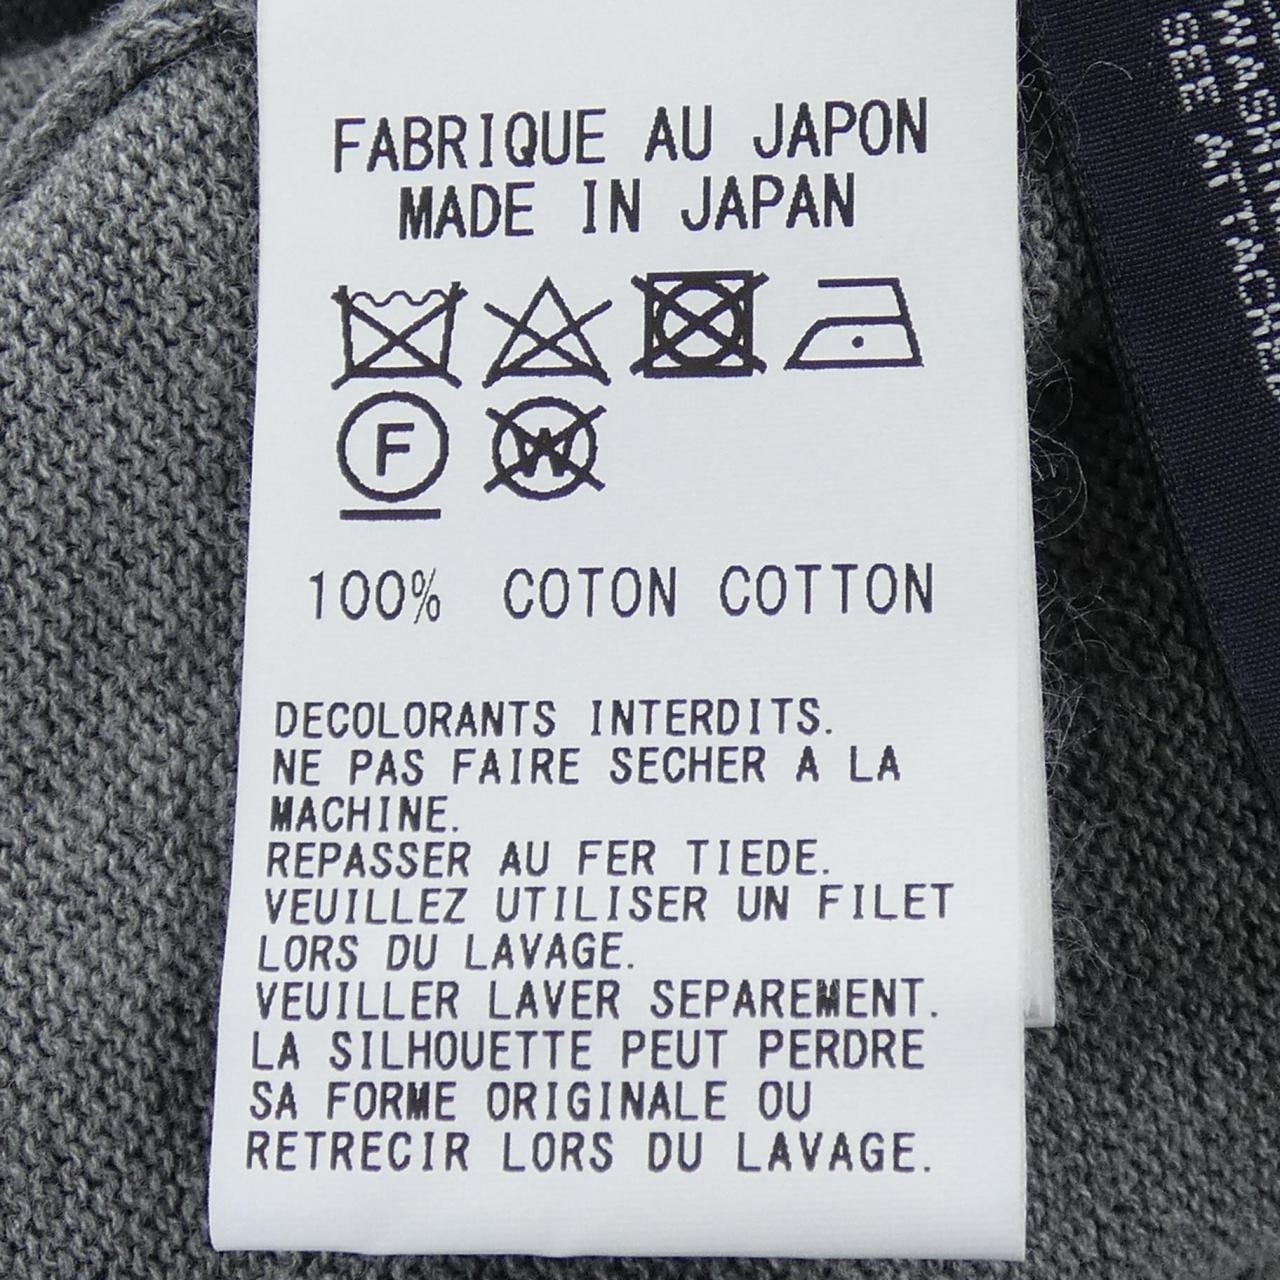 FABRIQUE AU JAPON
MADE IN JAPAN
F
W
100% COTON COTTON
DECOLORANTS INTERDITS.
NE PAS FAIRE SECHER A LA
MACHINE.
REPASSER AU FER TIEDE.
VEUILLEZ UTILISER UN FILET
LORS DU LAVAGE.
VEUILLER LAVER SEPAREMENT.
LA SILHOUETTE PEUT PERDRE
SA FORME ORIGINALE OU
RETRECIR LORS DU LAVAGE.
SEE